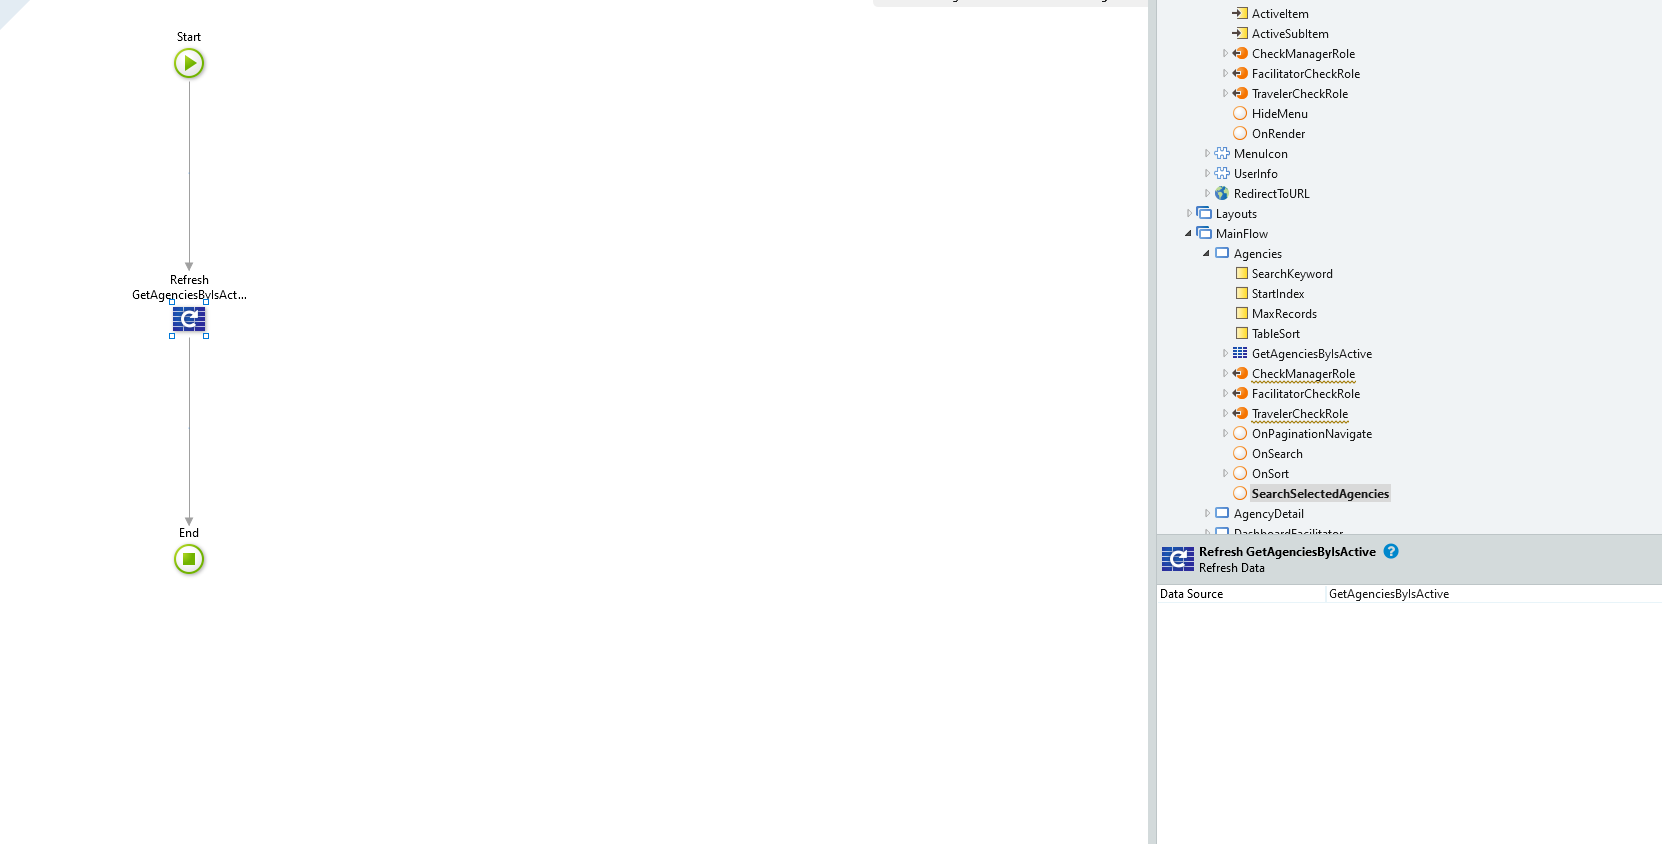 Start
Refresh
GetAgenciesByIsAct...
End
ActiveItem
ActiveSubItem
CheckManagerRole
FacilitatorCheckRole
TravelerCheckRole
HideMenu
OnRender
MenuIcon
UserInfo
RedirectToURL
Layouts
MainFlow
Agencies
SearchKeyword
StartIndex
MaxRecords
TableSort
GetAgenciesByIsActive
CheckManagerRole
FacilitatorCheckRole
TravelerCheckRole
OnPaginationNavigate
OnSearch
OnSort
SearchSelectedAgencies
AgencyDetail
DashboardFacilitator
Refresh GetAgenciesByIsActive ?
Refresh Data
Data Source GetAgenciesByIsActive